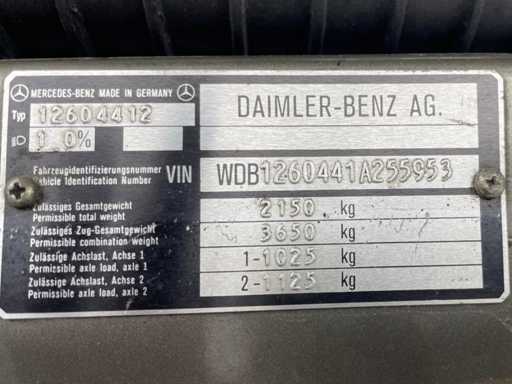 MERCEDES-BENZ MADE IN GERMANY
DAIMLER-BENZ AG.
Typ 12604412
1 0%
Fahrzeugidentifizierungsnummer
Vehicle Identification Number
VIN WDB1260441A255953
Zulässiges Gesamtgewicht
Permissible total weight
2150 kg
Zulässiges Zug-Gesamtgewicht
Permissible combination weight
3650 kg
Zulässige Achslast, Achse 1
Permissible axle load, axle 1
1-1025 kg
Zulässige Achslast, Achse 2
Permissible axle load, axle 2
2-1125 kg